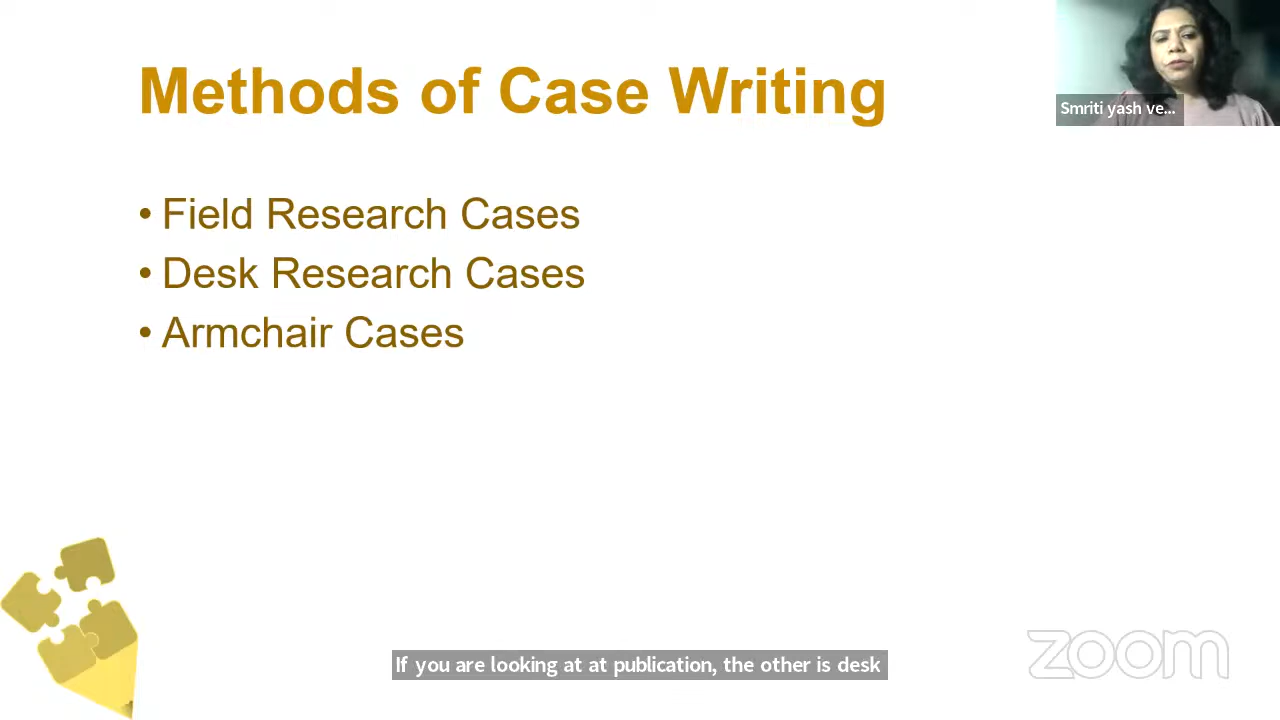 Methods of Case Writing
Smriti yash ve...
• Field Research Cases
• Desk Research Cases
• Armchair Cases
If you are looking at at publication, the other is desk
zoom